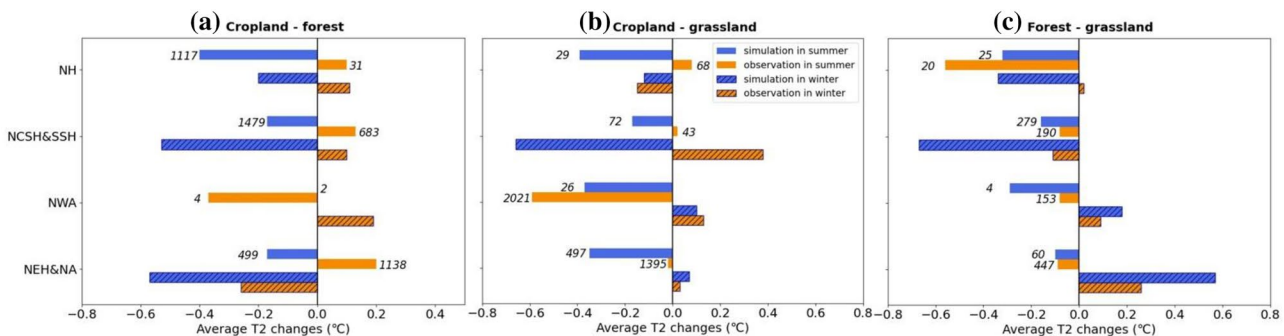 (a) (b) (c)
Cropland - forest Cropland - grassland Forest - grassland
1117 29 simulation in summer 25
NH 31 68 observation in summer 20
simulation in winter
observation in winter
1479 72 279
NCSH&SSH 683 43 190
2 26 4
NWA 4 2021 153
499 497 60
NEH&NA 1138 1395 447
−0.8 −0.6 −0.4 −0.2 0.0 0.2 0.4 −0.8 −0.6 −0.4 −0.2 0.0 0.2 0.4 0.6 0.8 −0.8 −0.6 −0.4 −0.2 0.0 0.2 0.4 0.6 0.8
Average T2 changes (℃) Average T2 changes (℃) Average T2 changes (℃)